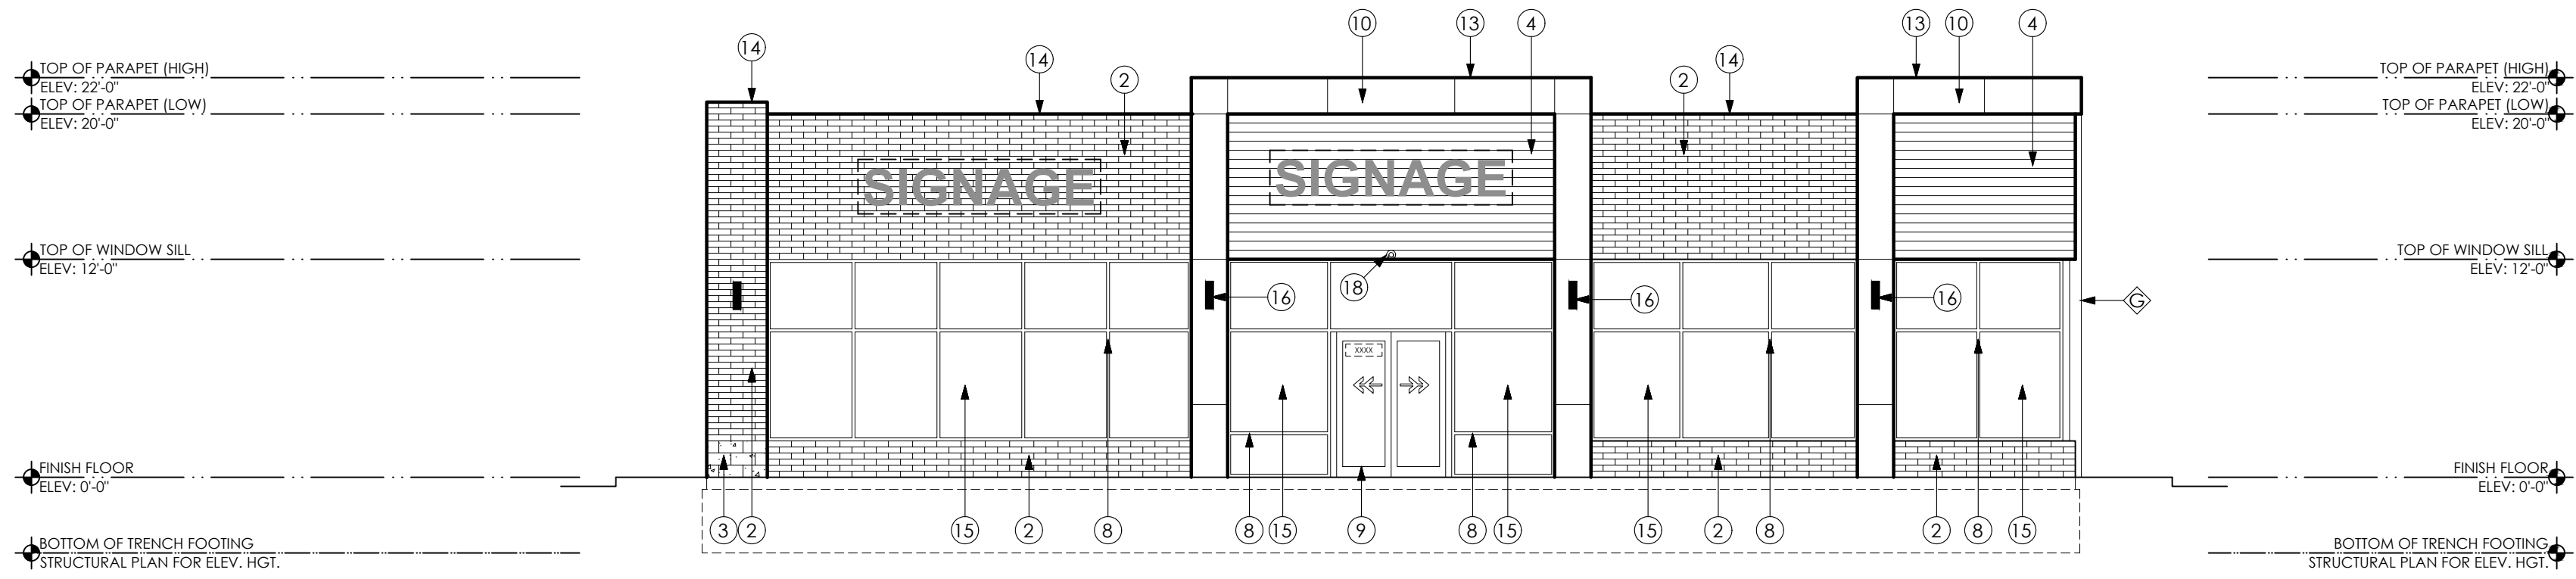 10
13
4
13
10
4
14
14
2
2
14
TOP OF PARAPET (HIGH)
ELEV: 22'-0"
TOP OF PARAPET (LOW)
ELEV: 20'-0"
TOP OF PARAPET (HIGH)
ELEV: 22'-0"
TOP OF PARAPET (LOW)
ELEV: 20'-0"
SIGNAGE
SIGNAGE
TOP OF WINDOW SILL
ELEV: 12'-0"
TOP OF WINDOW SILL
ELEV: 12'-0"
18
16
16
16
G
XXXX
FINISH FLOOR
ELEV: 0'-0"
FINISH FLOOR
ELEV: 0'-0"
3
2
15
2
8
8
15
9
8
15
15
2
8
2
8
15
BOTTOM OF TRENCH FOOTING
STRUCTURAL PLAN FOR ELEV. HGT.
BOTTOM OF TRENCH FOOTING
STRUCTURAL PLAN FOR ELEV. HGT.